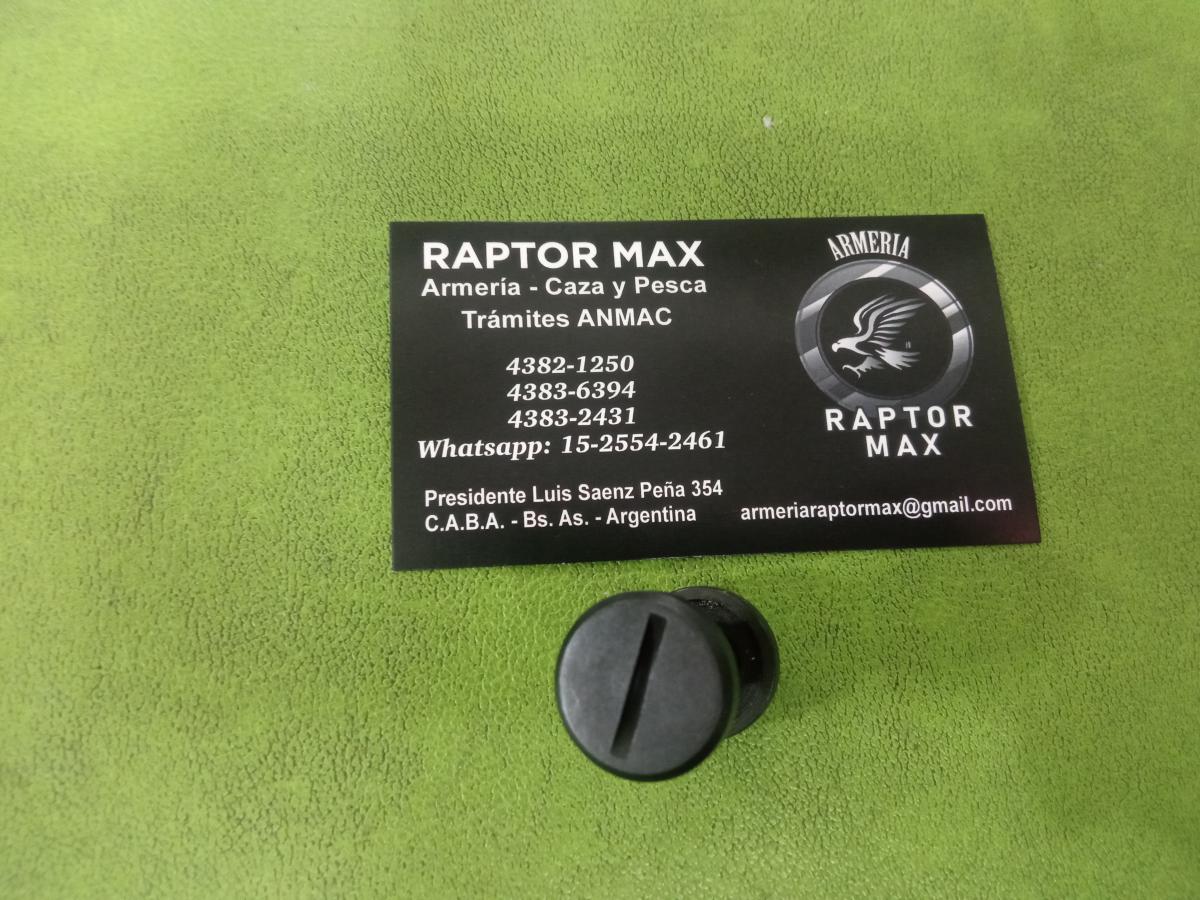 RAPTOR MAX
Armería - Caza y Pesca
Trámites ANMAC
4382-1250
4383-6394
4383-2431
Whatsapp: 15-2554-2461
Presidente Luis Saenz Peña 354
C.A.B.A. - Bs. As. - Argentina
ARMERIA
RAPTOR
MAX
armeriaraptormax@gmail.com